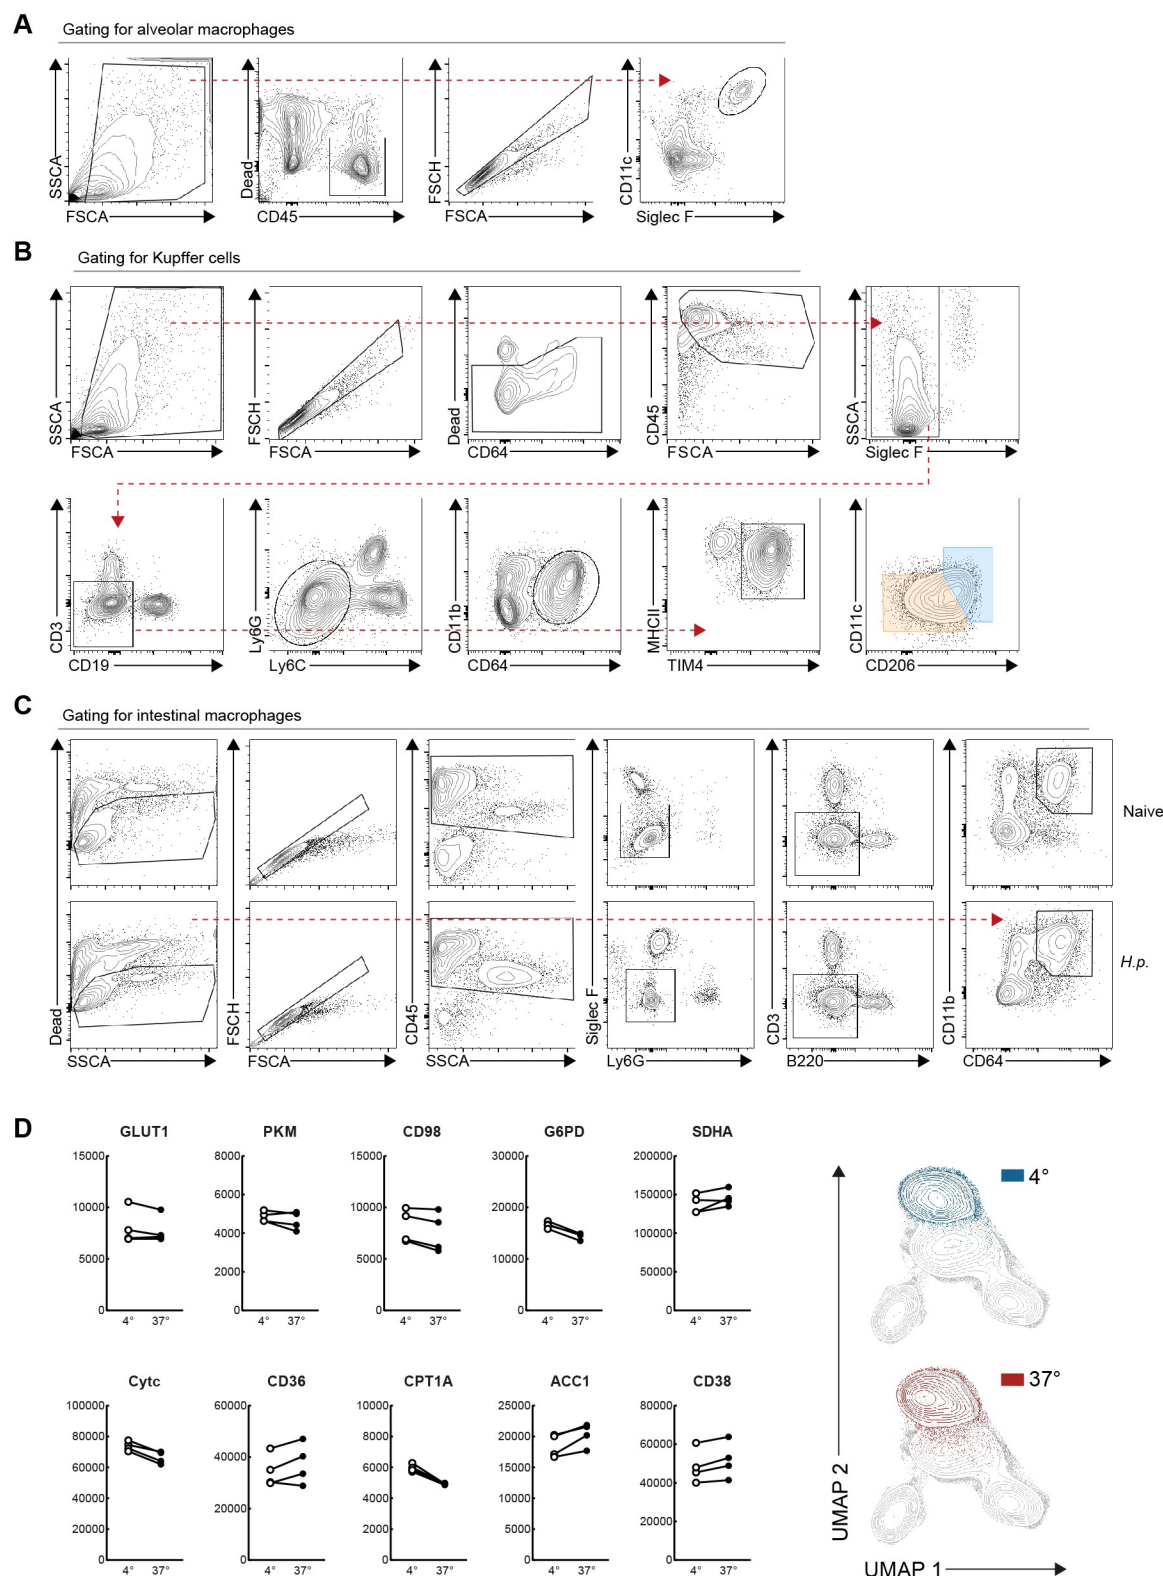 A
Gating for alveolar macrophages
SSCA
FSCA
Dead
CD45
FSCH
FSCA
CD11c
Siglec F
B
Gating for Kupffer cells
SSCA
FSCA
FSCH
FSCA
Dead
CD64
CD45
FSCA
SSCA
Siglec F
CD3
CD19
Ly6G
Ly6C
CD11b
CD64
MHCII
TIM4
CD11c
CD206
C
Gating for intestinal macrophages
Naive
H.p.
Dead
SSCA
FSCH
FSCA
CD45
SSCA
Siglec F
Ly6G
CD3
B220
CD11b
CD64
D
GLUT1
15000
10000
5000
0
4° 37°
PKM
8000
6000
4000
2000
0
4° 37°
CD98
15000
10000
5000
0
4° 37°
G6PD
30000
20000
10000
0
4° 37°
SDHA
200000
150000
100000
50000
0
4° 37°
Cytc
100000
80000
60000
40000
20000
0
4° 37°
CD36
60000
40000
20000
0
4° 37°
CPT1A
10000
8000
6000
4000
2000
0
4° 37°
ACC1
25000
20000
15000
10000
5000
0
4° 37°
CD38
80000
60000
40000
20000
0
4° 37°
4°
37°
UMAP 2
UMAP 1